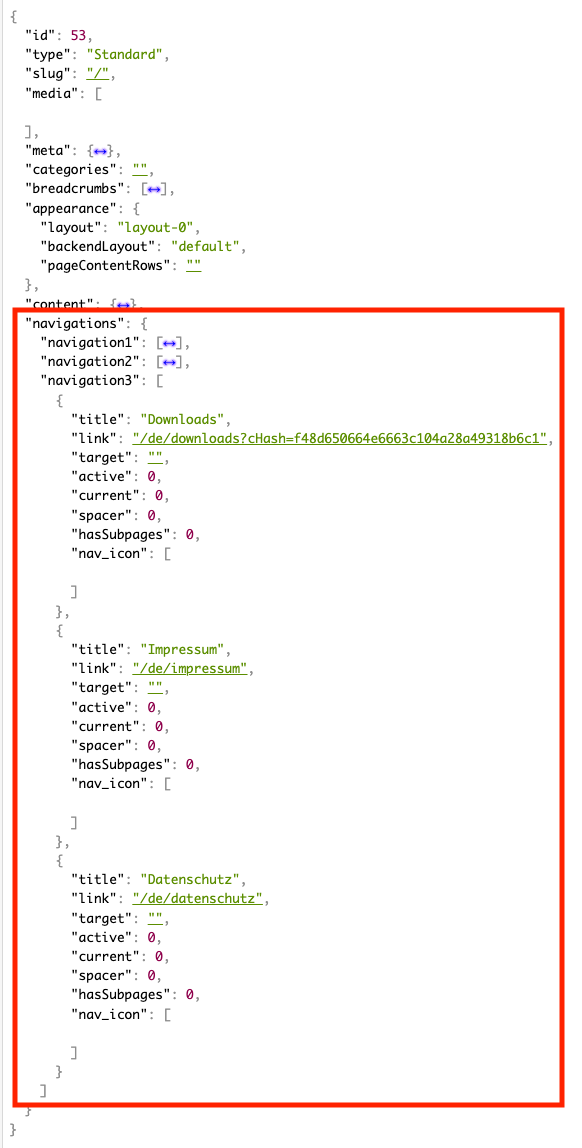 {
"id": 53,
"type": "Standard",
"slug": "/",
"media": [
],
"meta": {↔},
"categories": "",
"breadcrumbs": [↔],
"appearance": {
"layout": "layout-0",
"backendLayout": "default",
"pageContentRows": ""
},
"content": {↔},
"navigations": {
"navigation1": [↔],
"navigation2": [↔],
"navigation3": [
{
"title": "Downloads",
"link": "/de/downloads?cHash=f48d650664e6663c104a28a49318b6c1",
"target": "",
"active": 0,
"current": 0,
"spacer": 0,
"hasSubpages": 0,
"nav_icon": [
]
},
{
"title": "Impressum",
"link": "/de/impressum",
"target": "",
"active": 0,
"current": 0,
"spacer": 0,
"hasSubpages": 0,
"nav_icon": [
]
},
{
"title": "Datenschutz",
"link": "/de/datenschutz",
"target": "",
"active": 0,
"current": 0,
"spacer": 0,
"hasSubpages": 0,
"nav_icon": [
]
}
]
}
}